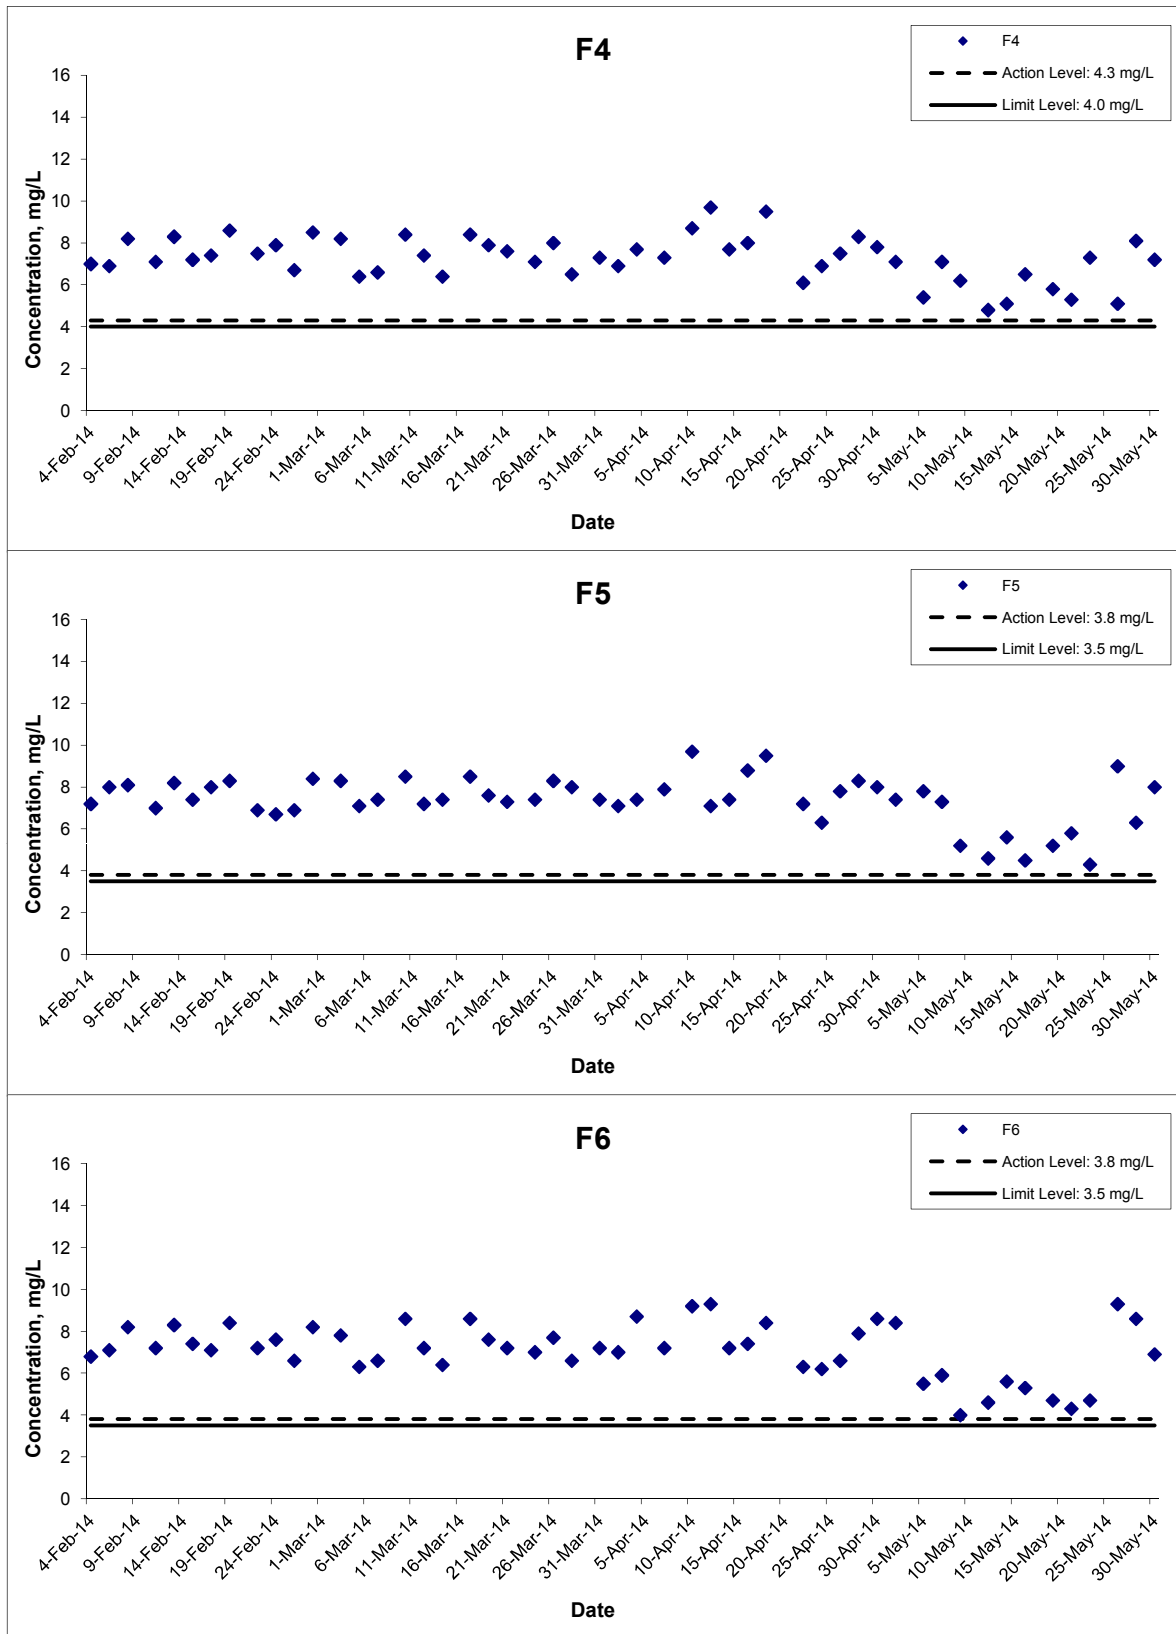 F4
F4
Action Level: 4.3 mg/L
Limit Level: 4.0 mg/L
Concentration, mg/L
16
14
12
10
8
6
4
2
0
4-Feb-14
9-Feb-14
14-Feb-14
19-Feb-14
24-Feb-14
1-Mar-14
6-Mar-14
11-Mar-14
16-Mar-14
21-Mar-14
26-Mar-14
31-Mar-14
5-Apr-14
10-Apr-14
15-Apr-14
20-Apr-14
25-Apr-14
30-Apr-14
5-May-14
10-May-14
15-May-14
20-May-14
25-May-14
30-May-14
Date
F5
F5
Action Level: 3.8 mg/L
Limit Level: 3.5 mg/L
Concentration, mg/L
16
14
12
10
8
6
4
2
0
4-Feb-14
9-Feb-14
14-Feb-14
19-Feb-14
24-Feb-14
1-Mar-14
6-Mar-14
11-Mar-14
16-Mar-14
21-Mar-14
26-Mar-14
31-Mar-14
5-Apr-14
10-Apr-14
15-Apr-14
20-Apr-14
25-Apr-14
30-Apr-14
5-May-14
10-May-14
15-May-14
20-May-14
25-May-14
30-May-14
Date
F6
F6
Action Level: 3.8 mg/L
Limit Level: 3.5 mg/L
Concentration, mg/L
16
14
12
10
8
6
4
2
0
4-Feb-14
9-Feb-14
14-Feb-14
19-Feb-14
24-Feb-14
1-Mar-14
6-Mar-14
11-Mar-14
16-Mar-14
21-Mar-14
26-Mar-14
31-Mar-14
5-Apr-14
10-Apr-14
15-Apr-14
20-Apr-14
25-Apr-14
30-Apr-14
5-May-14
10-May-14
15-May-14
20-May-14
25-May-14
30-May-14
Date